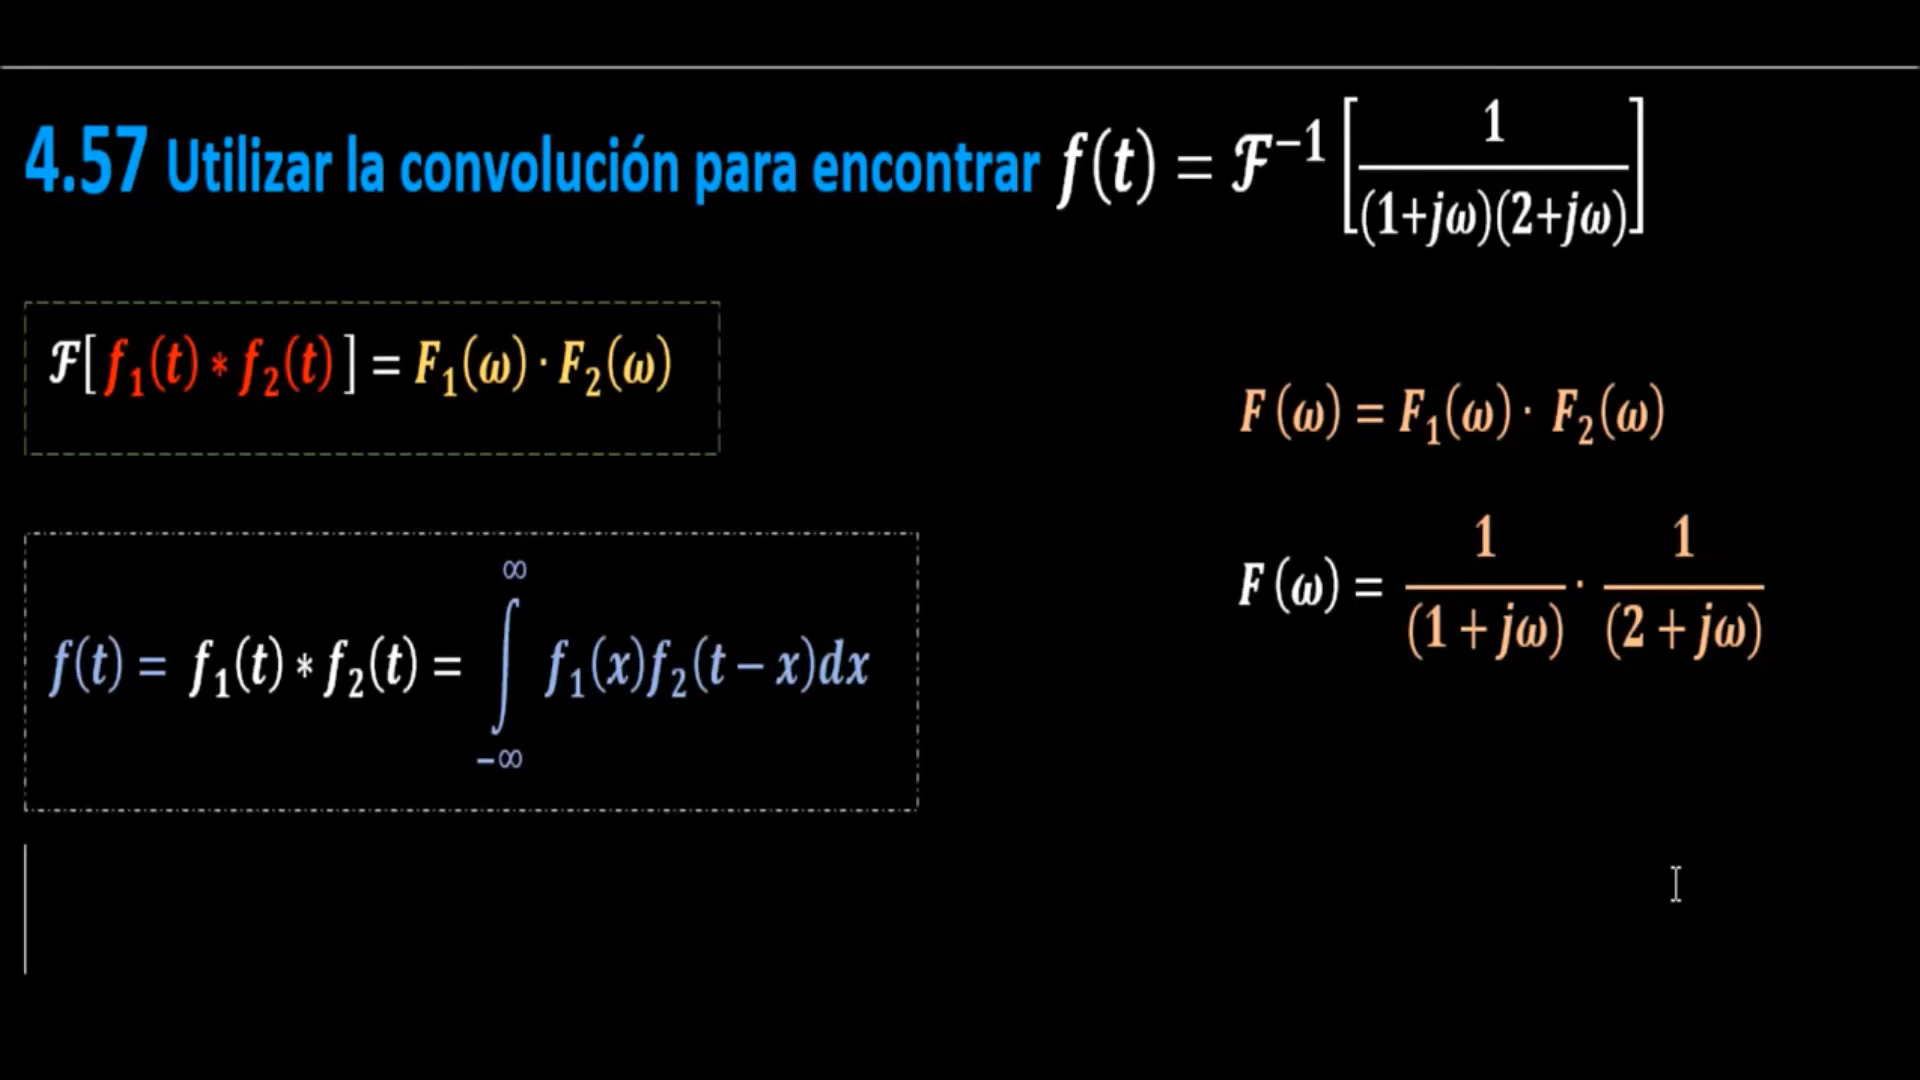 4.57 Utilizar la convolución para encontrar f(t) = ℱ⁻¹ [1 / (1+jω)(2+jω)]
ℱ[ f₁(t) * f₂(t) ] = F₁(ω) · F₂(ω)
F (ω) = F₁(ω) · F₂(ω)
F (ω) = 1 / (1 + jω) · 1 / (2 + jω)
f(t) = f₁(t) * f₂(t) = ∫_{−∞}^{∞} f₁(x)f₂(t − x)dx